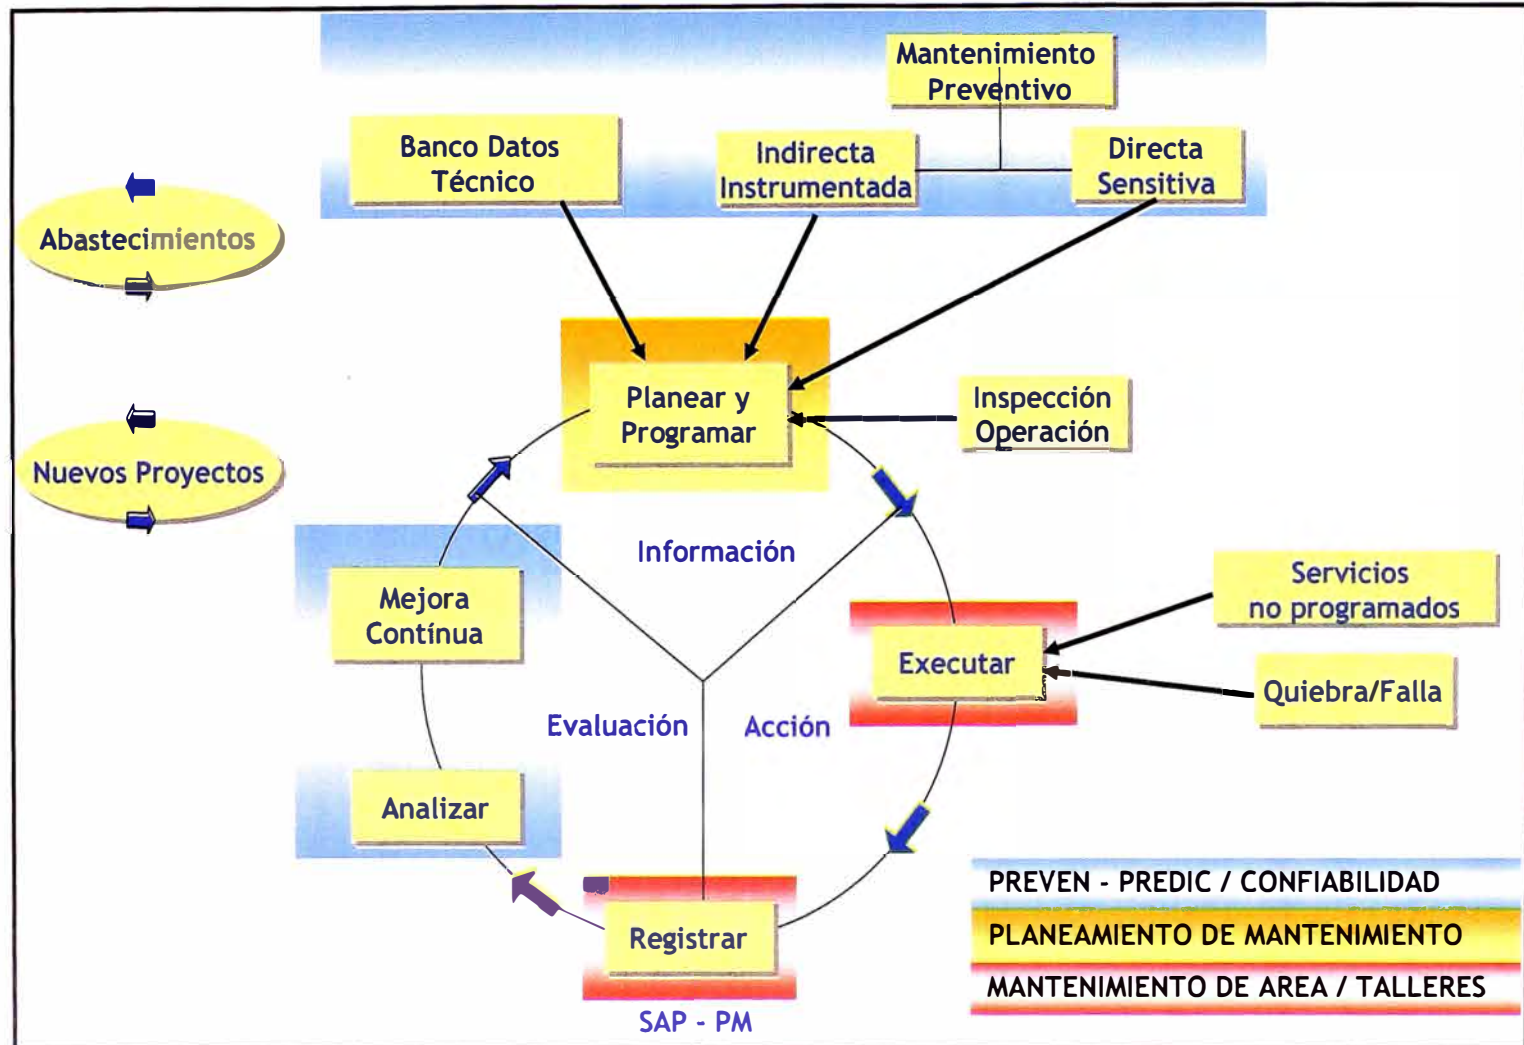 Mantenimiento
Preventivo
Banco Datos
Técnico
Indirecta
Instrumentada
Directa
Sensitiva
Abastecimientos
Planear y
Programar
Inspección
Operación
Nuevos Proyectos
Información
Servicios
no programados
Mejora
Contínua
Executar
Quiebra/Falla
Evaluación
Acción
Analizar
Registrar
SAP - PM
PREVEN - PREDIC / CONFIABILIDAD
PLANEAMIENTO DE MANTENIMIENTO
MANTENIMIENTO DE AREA / TALLERES